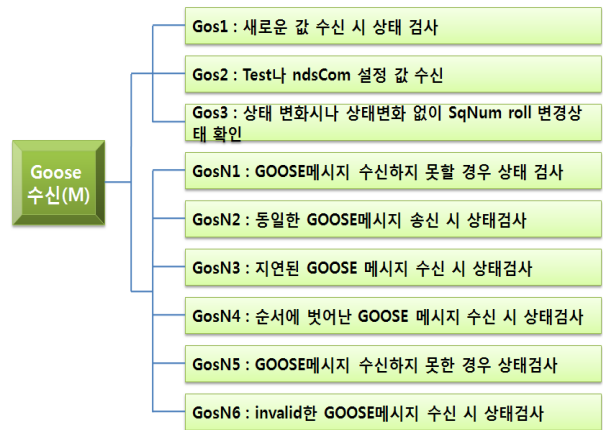 Goose
수신(M)
Gos1 : 새로운 값 수신 시 상태 검사
Gos2 : Test나 ndsCom 설정 값 수신
Gos3 : 상태 변화시나 상태변화 없이 SqNum roll 변경상
태 확인
GosN1 : GOOSE메시지 수신하지 못할 경우 상태 검사
GosN2 : 동일한 GOOSE메시지 송신 시 상태검사
GosN3 : 지연된 GOOSE 메시지 수신 시 상태검사
GosN4 : 순서에 벗어난 GOOSE 메시지 수신 시 상태검사
GosN5 : GOOSE메시지 수신하지 못한 경우 상태검사
GosN6 : invalid한 GOOSE메시지 수신 시 상태검사